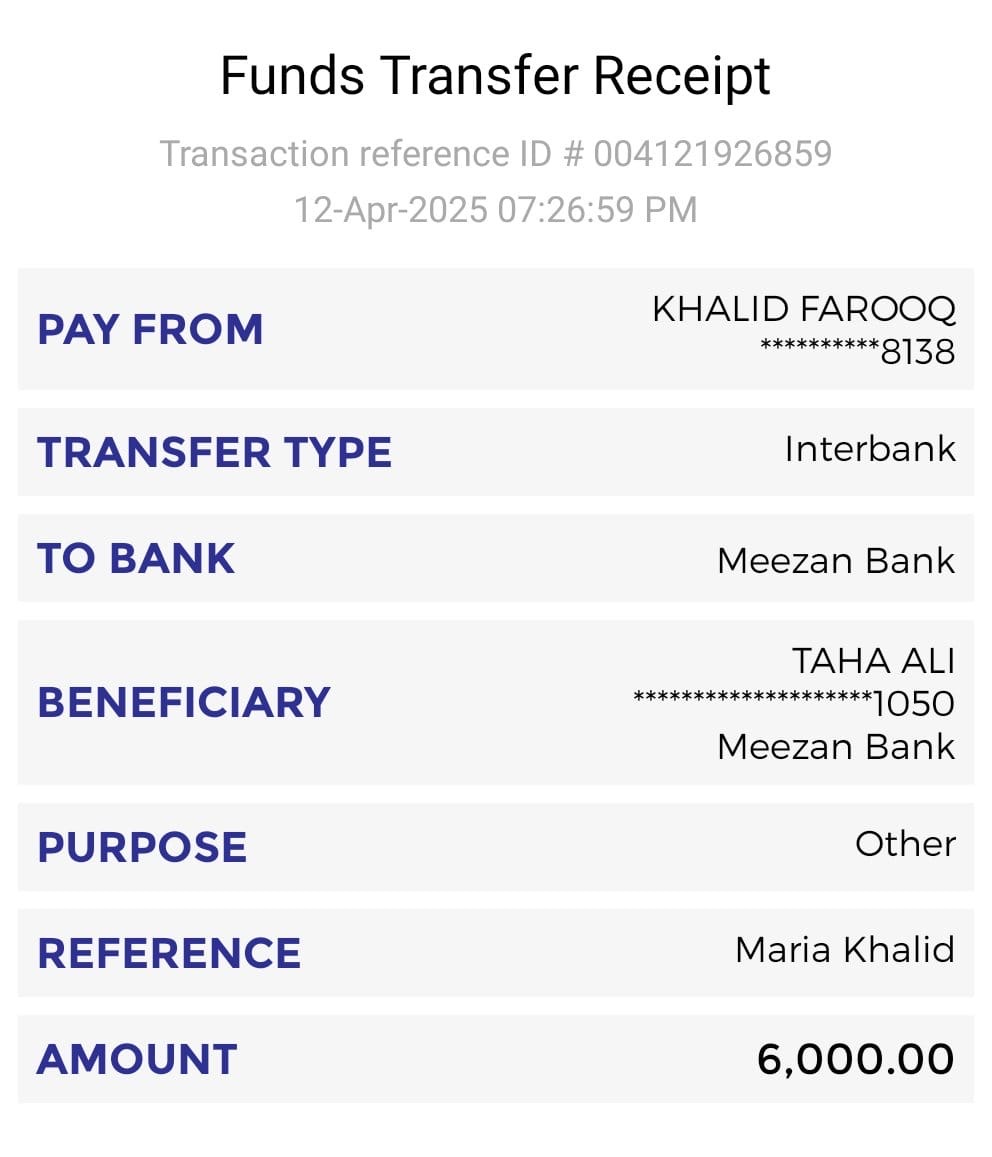 Funds Transfer Receipt
Transaction reference ID # 004121926859
12-Apr-2025 07:26:59 PM
PAY FROM
KHALID FAROOQ
**********8138
TRANSFER TYPE
Interbank
TO BANK
Meezan Bank
BENEFICIARY
TAHA ALI
********************1050
Meezan Bank
PURPOSE
Other
REFERENCE
Maria Khalid
AMOUNT
6,000.00